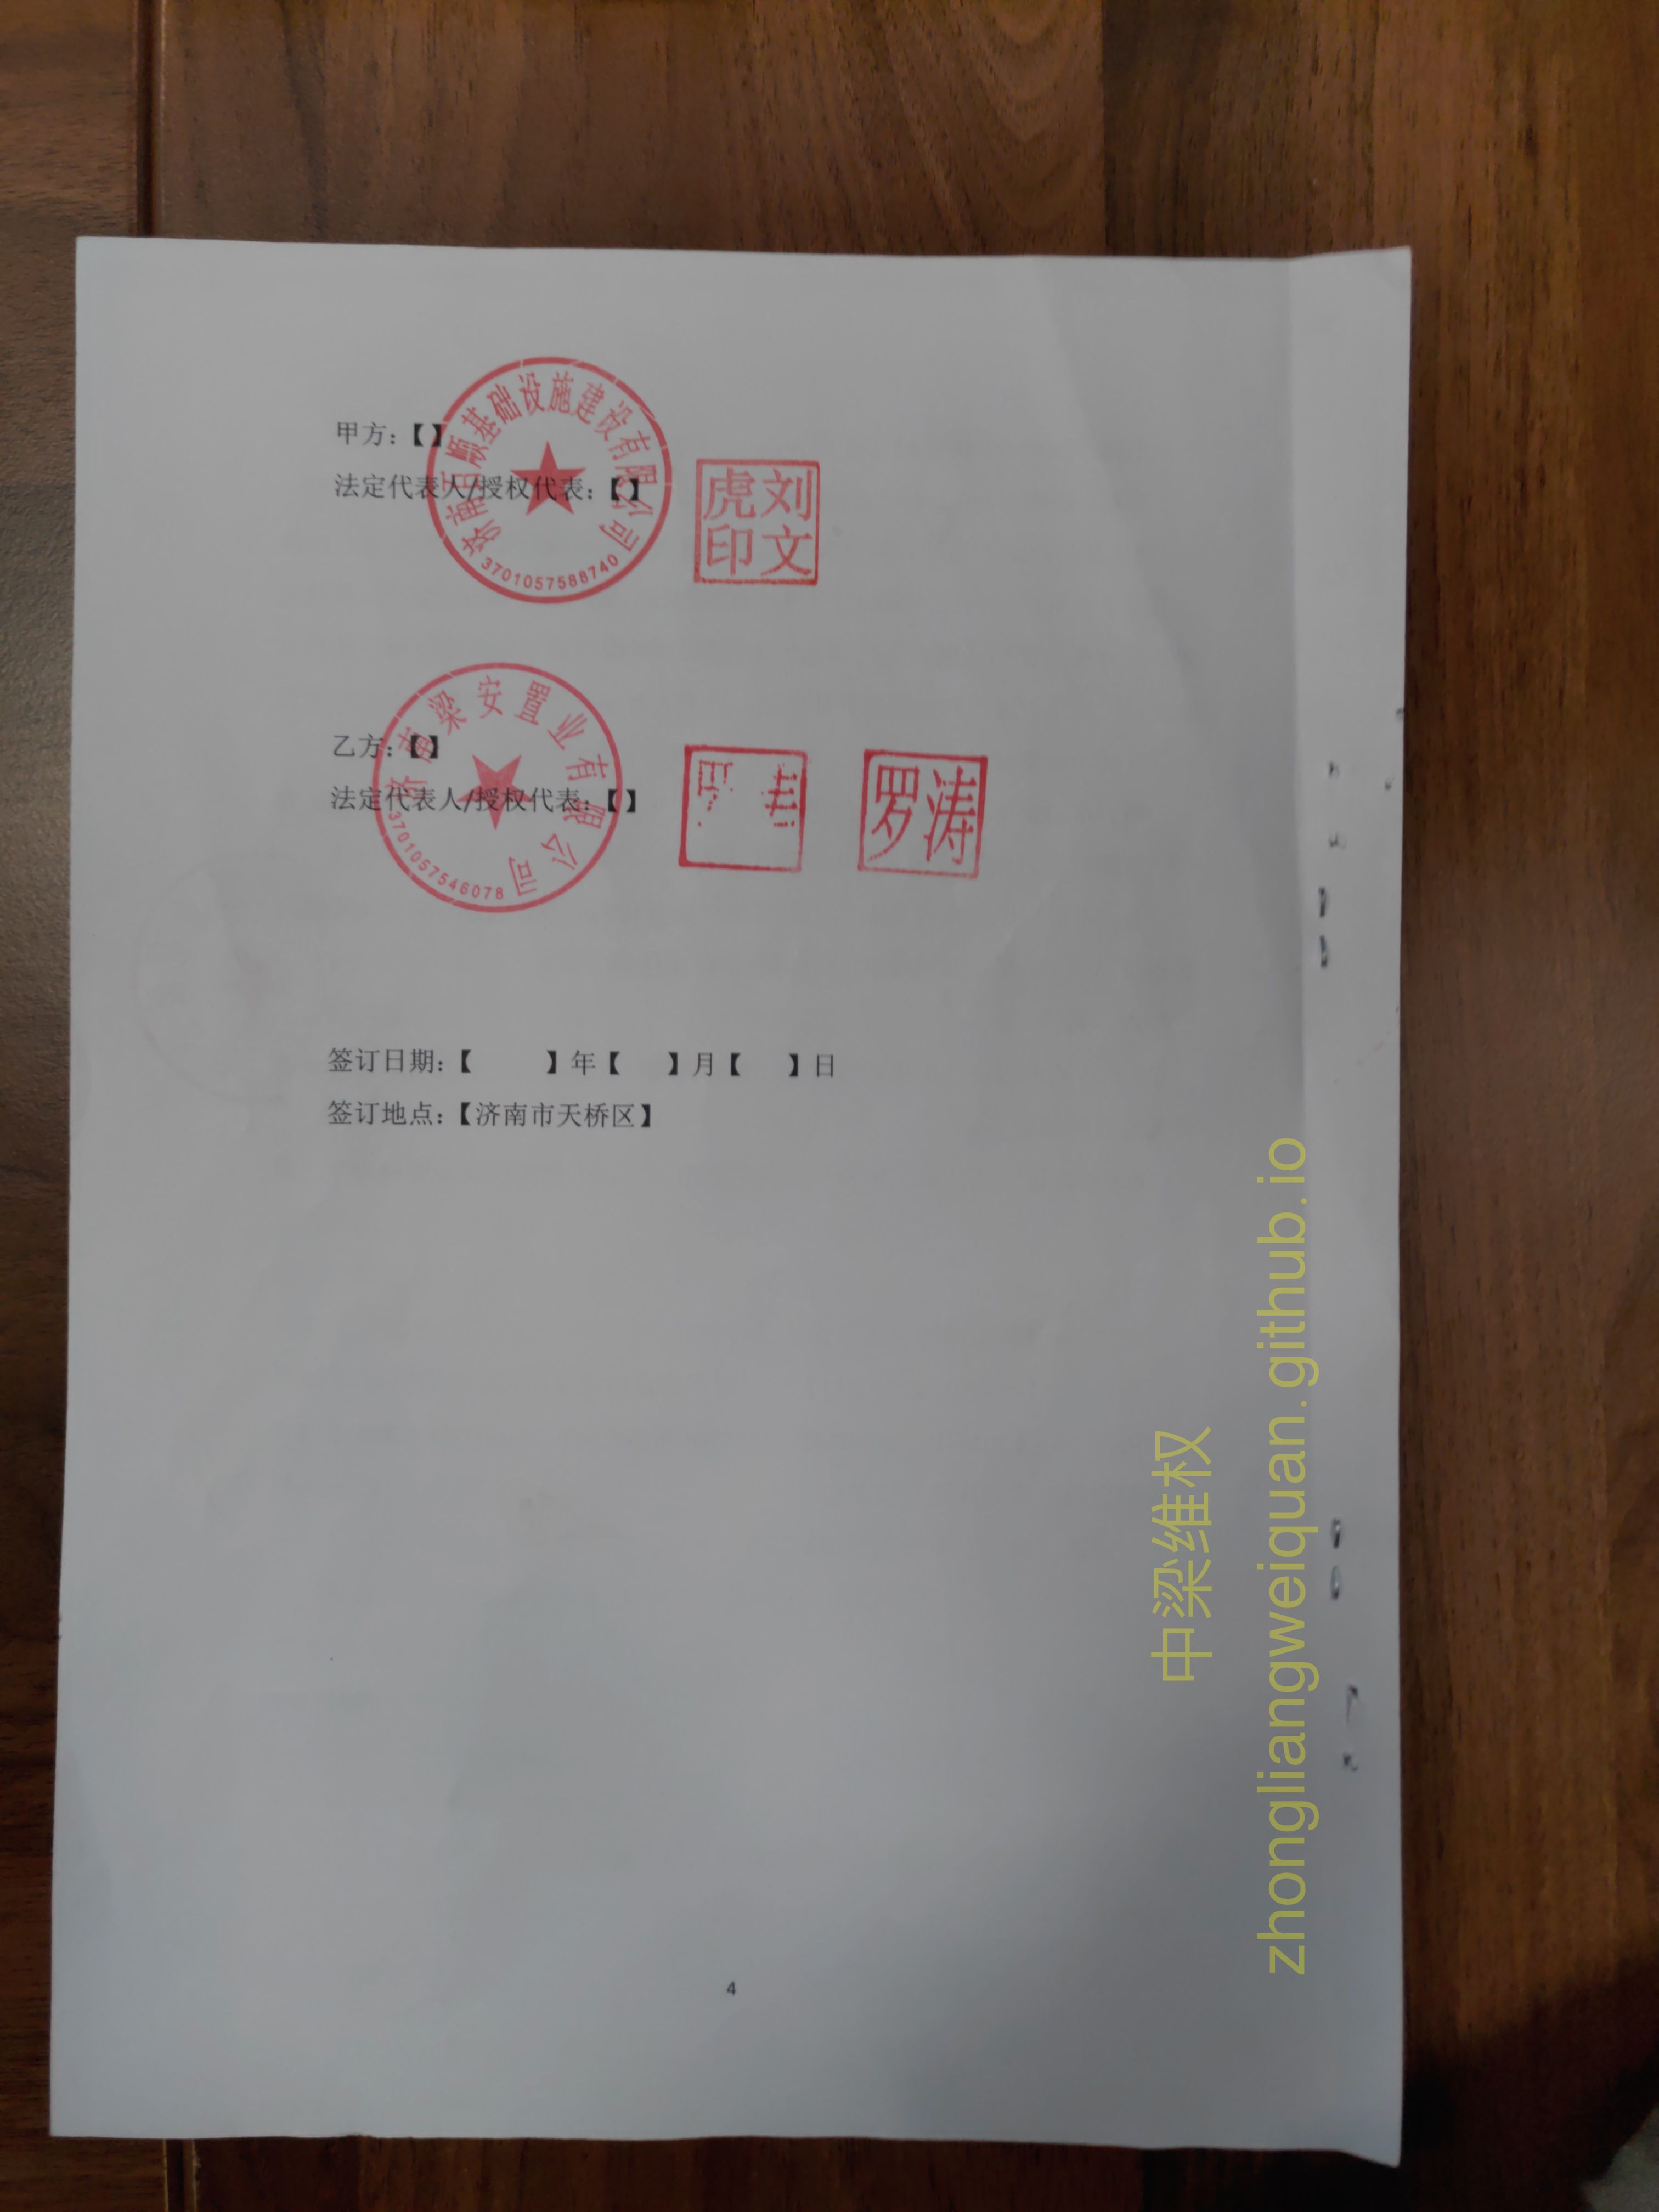 甲方：【】
法定代表人/授权代表：【】
济南百顺基础设施建设有限公司
3701057588740
刘文虎印
乙方：【】
法定代表人/授权代表：【】
济南梁安置业有限公司
3701057546078
罗涛
签订日期：【 】年【 】月【 】日
签订地点：【济南市天桥区】
中梁维权
zhongliangweiquan.github.io
4